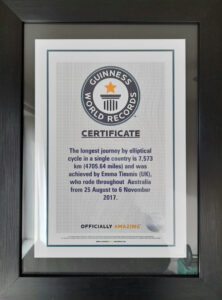 GUINNESS
WORLD RECORDS
CERTIFICATE
The longest journey by elliptical
cycle in a single country is 7,573
km (4705.64 miles) and was
achieved by Emma Timmis (UK),
who rode throughout Australia
from 25 August to 6 November
2017.
OFFICIALLY AMAZING